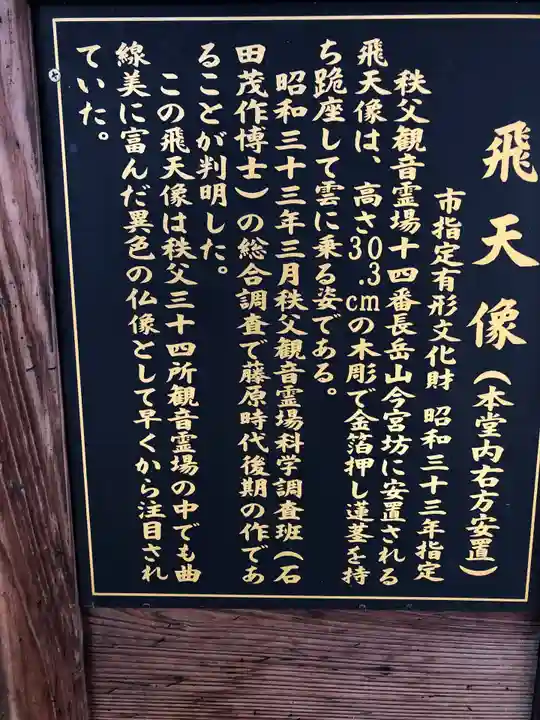 飛天像(本堂内右方安置)
市指定有形文化財 昭和三十三年指定
秩父観音霊場十四番長岳山今宮坊に安置される
飛天像は、高さ30.3cmの木彫で金箔押し蓮茎を持
ち跪座して雲に乗る姿である。
昭和三十三年三月秩父観音霊場科学調査班(石
田茂作博士)の総合調査で藤原時代後期の作であ
ることが判明した。
この飛天像は秩父三十四所観音霊場の中でも曲
線美に富んだ異色の仏像として早くから注目され
ていた。